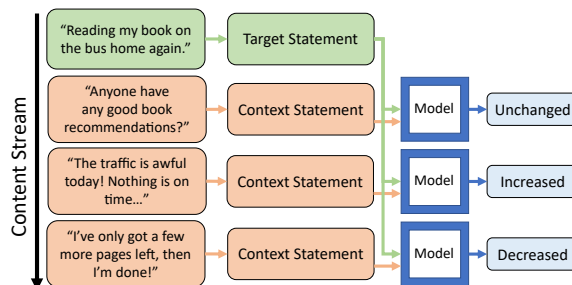 Content Stream
“Reading my book on
the bus home again.”
Target Statement
“Anyone have
any good book
recommendations?”
Context Statement
Model
Unchanged
“The traffic is awful
today! Nothing is on
time…”
Context Statement
Model
Increased
“I’ve only got a few
more pages left, then
I’m done!”
Context Statement
Model
Decreased